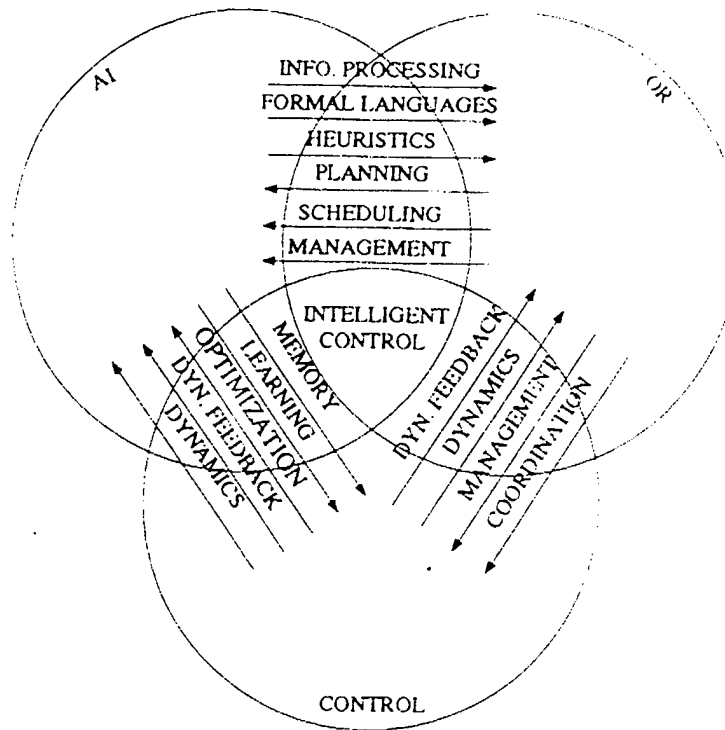 AI
OR
INFO. PROCESSING
FORMAL LANGUAGES
HEURISTICS
PLANNING
SCHEDULING
MANAGEMENT
INTELLIGENT
CONTROL
MEMORY
LEARNING
OPTIMIZATION
DYN. FEEDBACK
DYNAMICS
DYN. FEEDBACK
DYNAMICS
MANAGEMENT
COORDINATION
CONTROL